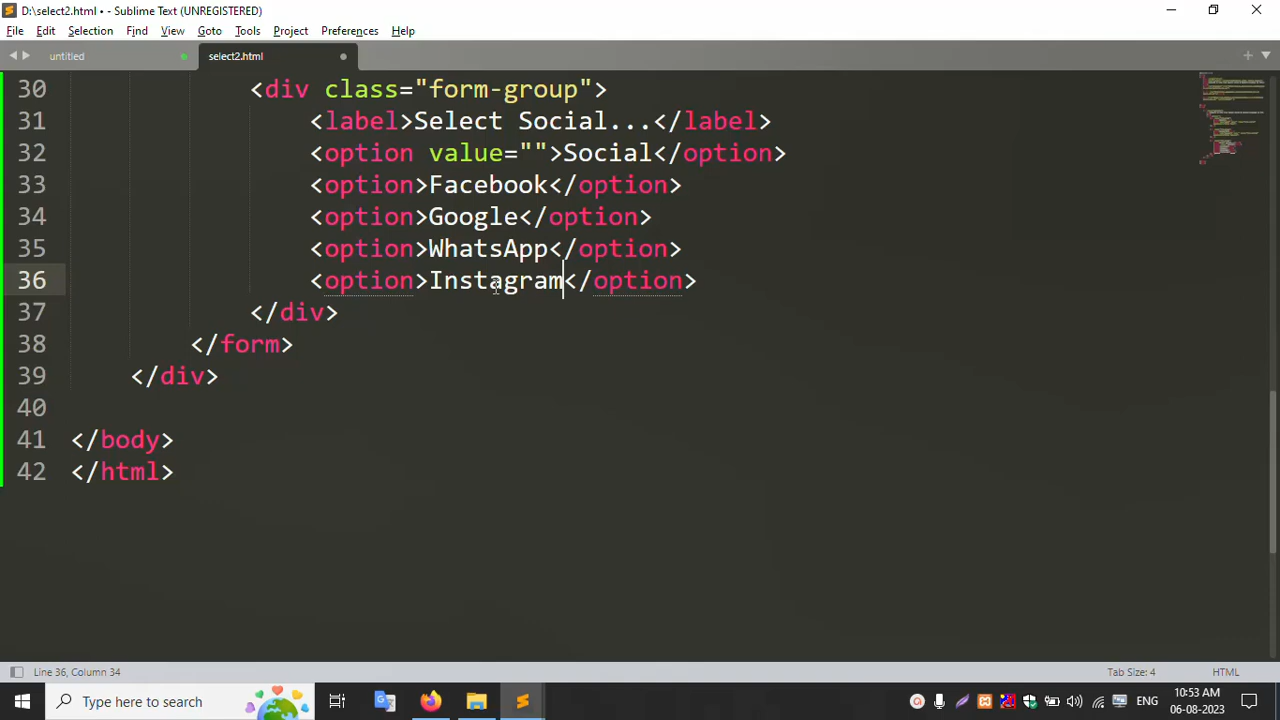 D:\select2.html • - Sublime Text (UNREGISTERED)
File Edit Selection Find View Goto Tools Project Preferences Help
untitled select2.html
30 <div class="form-group">
31 <label>Select Social...</label>
32 <option value="">Social</option>
33 <option>Facebook</option>
34 <option>Google</option>
35 <option>WhatsApp</option>
36 <option>Instagram</option>
37 </div>
38 </form>
39 </div>
40
41 </body>
42 </html>
Line 36, Column 34 Tab Size: 4 HTML
Type here to search ENG 10:53 AM
06-08-2023